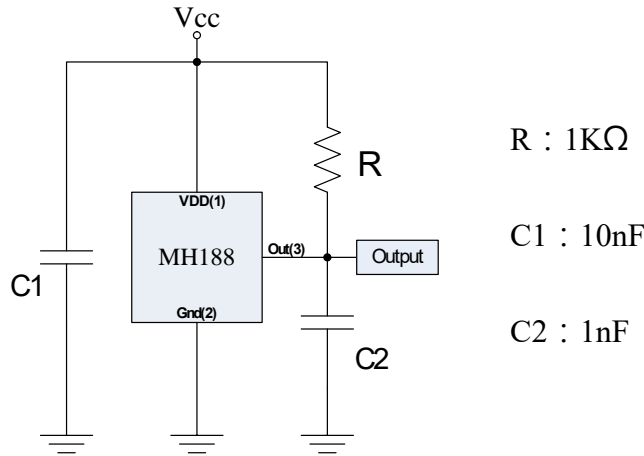 Vcc
R
VDD(1)
MH188
Out(3)
Output
Gnd(2)
C1
C2
R：1KΩ
C1：10nF
C2：1nF